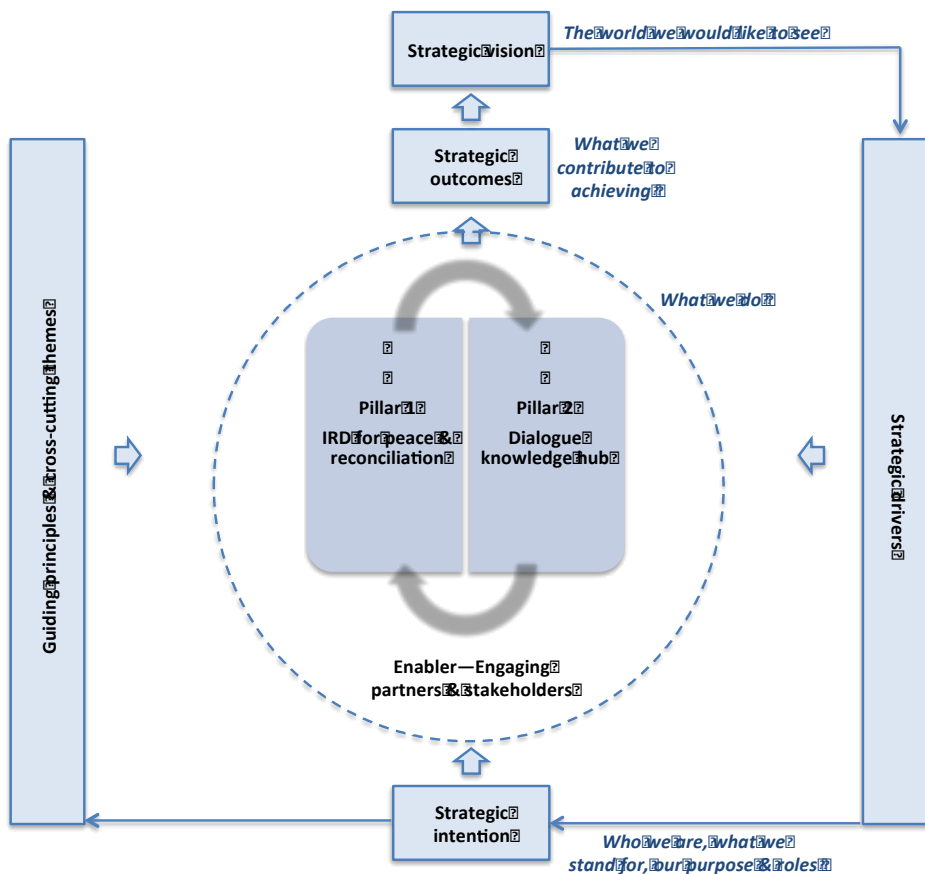 The world we would like to see
Strategic vision
Strategic
outcomes
What we
contribute to
achieving
What we do
Guiding principles & cross-cutting themes
Pillar 1
IRD for peace &
reconciliation
Pillar 2
Dialogue
knowledge hub
Strategic drivers
Enabler—Engaging
partners & stakeholders
Strategic
intention
Who we are, what we
stand for, our purpose & roles